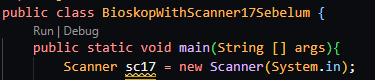 public class BioskopWithScanner17Sebelum {
Run | Debug
public static void main(String [] args){
Scanner sc17 = new Scanner(System.in);